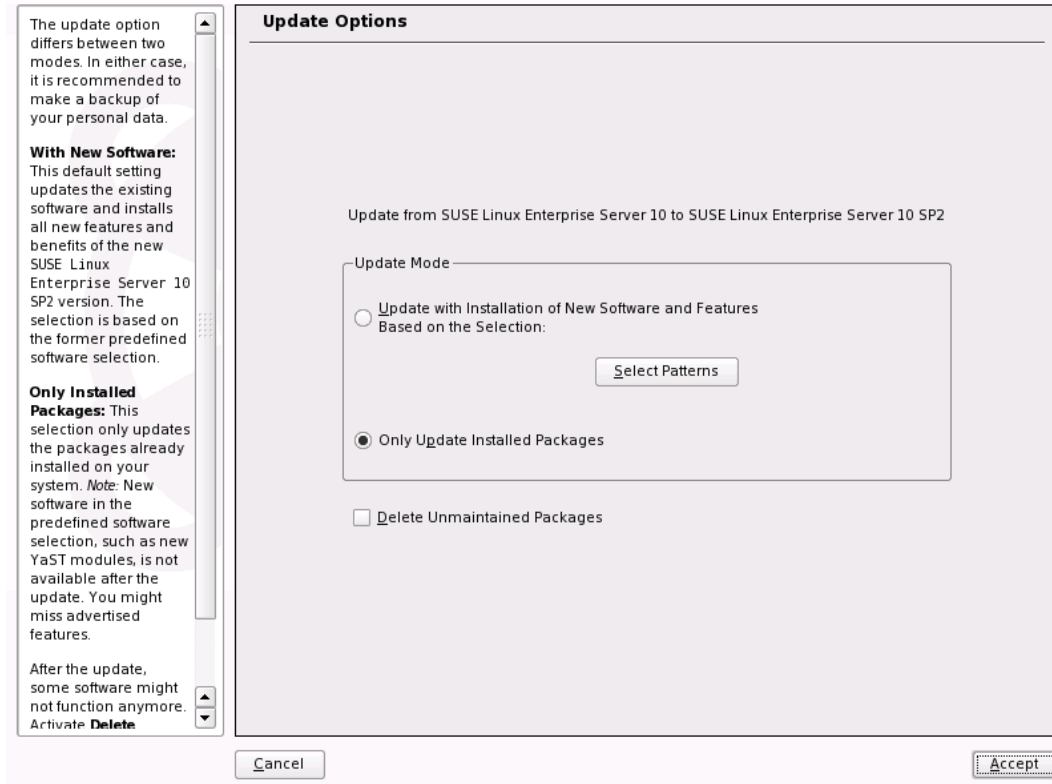 The update option
differs between two
modes. In either case,
it is recommended to
make a backup of
your personal data.
With New Software:
This default setting
updates the existing
software and installs
all new features and
benefits of the new
SUSE Linux
Enterprise Server 10
SP2 version. The
selection is based on
the former predefined
software selection.
Only Installed
Packages: This
selection only updates
the packages already
installed on your
system. Note: New
software in the
predefined software
selection, such as new
YaST modules, is not
available after the
update. You might
miss advertised
features.
After the update,
some software might
not function anymore.
Activate Delete
Update Options
Update from SUSE Linux Enterprise Server 10 to SUSE Linux Enterprise Server 10 SP2
Update Mode
Update with Installation of New Software and Features
Based on the Selection:
Select Patterns
Only Update Installed Packages
Delete Unmaintained Packages
Cancel
Accept